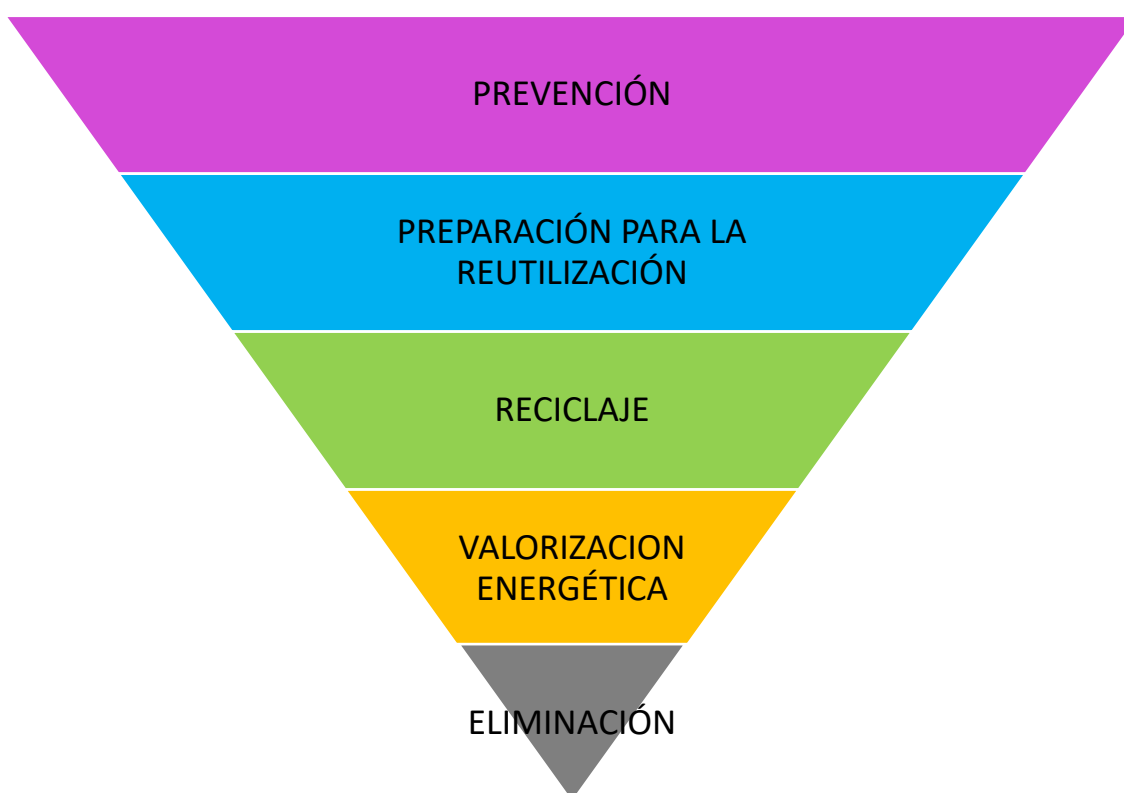 PREVENCIÓN
PREPARACIÓN PARA LA
REUTILIZACIÓN
RECICLAJE
VALORIZACION
ENERGÉTICA
ELIMINACIÓN